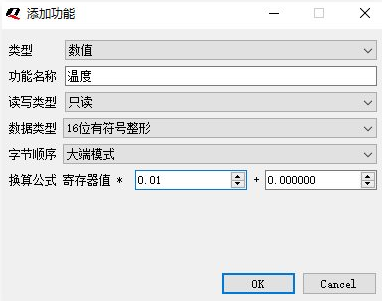 添加功能
类型 数值
功能名称 温度
读写类型 只读
数据类型 16位有符号整形
字节顺序 大端模式
换算公式 寄存器值 * 0.01 + 0.000000
OK Cancel